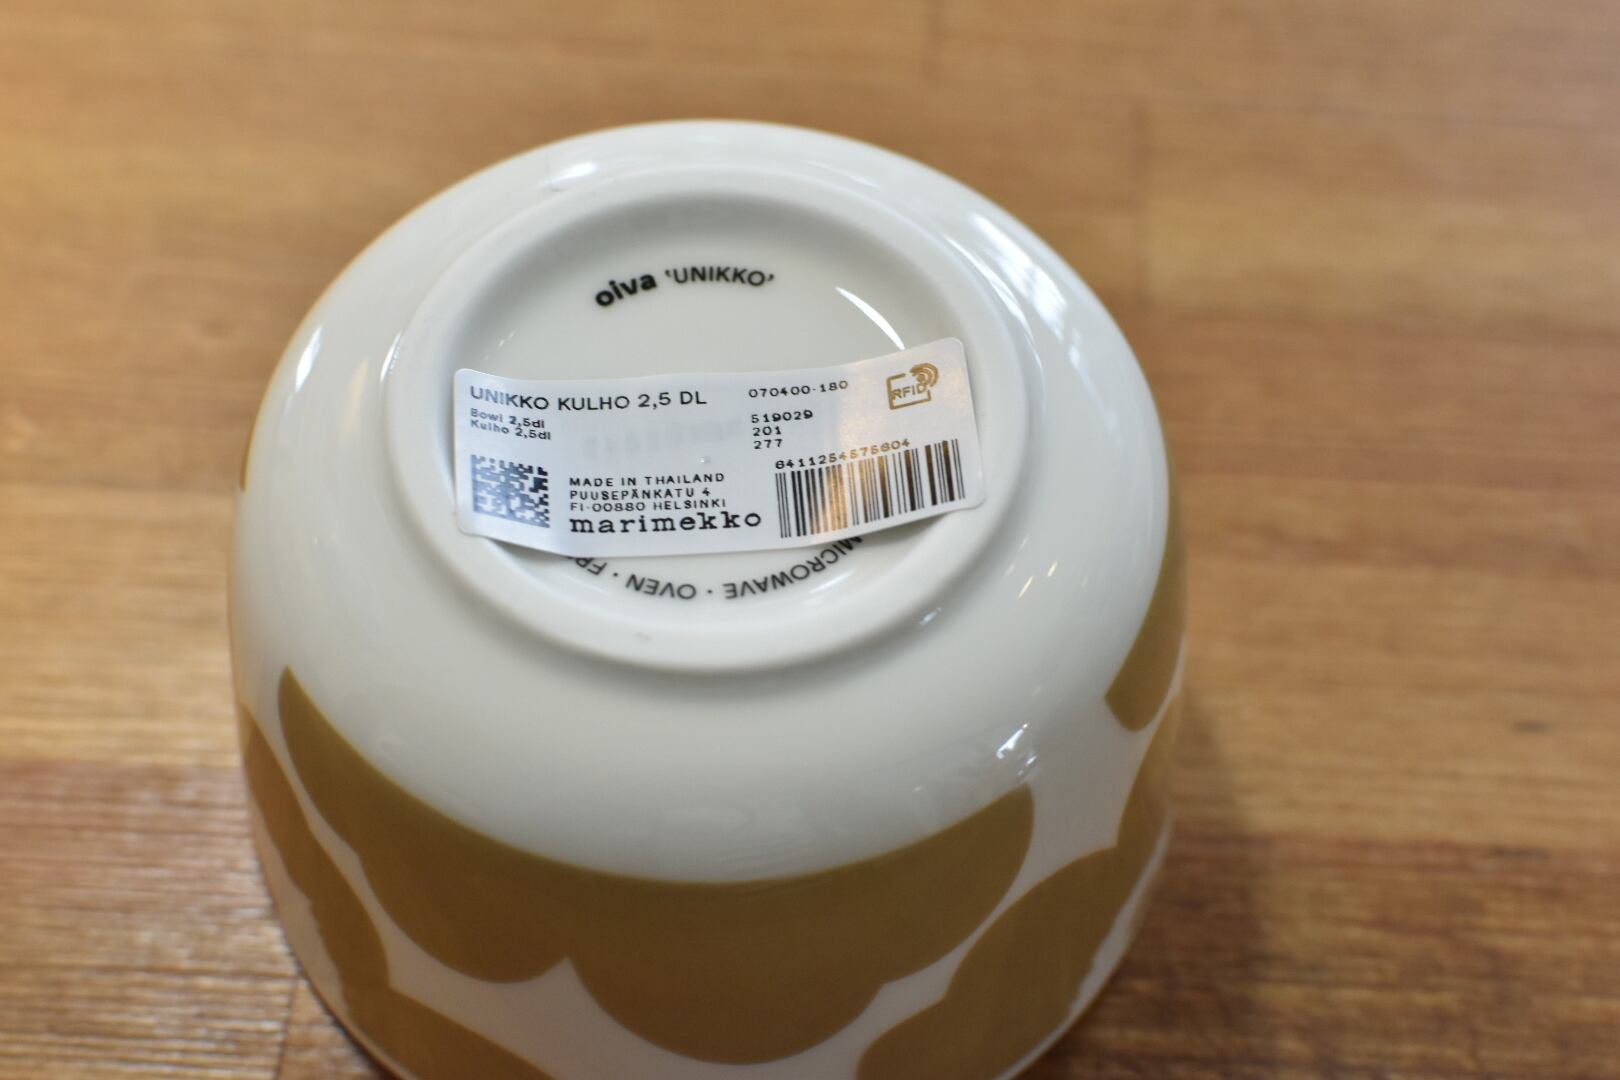 oiva 'UNIKKO'
UNIKKO KULHO 2,5 DL
Bowl 2,5dl
Kulho 2,5dl
070400-180
519029
201
277
RFID
6411254575604
MADE IN THAILAND
PUUSEPÄNKATU 4
FI-00880 HELSINKI
marimekko
MICROWAVE · OVEN ·